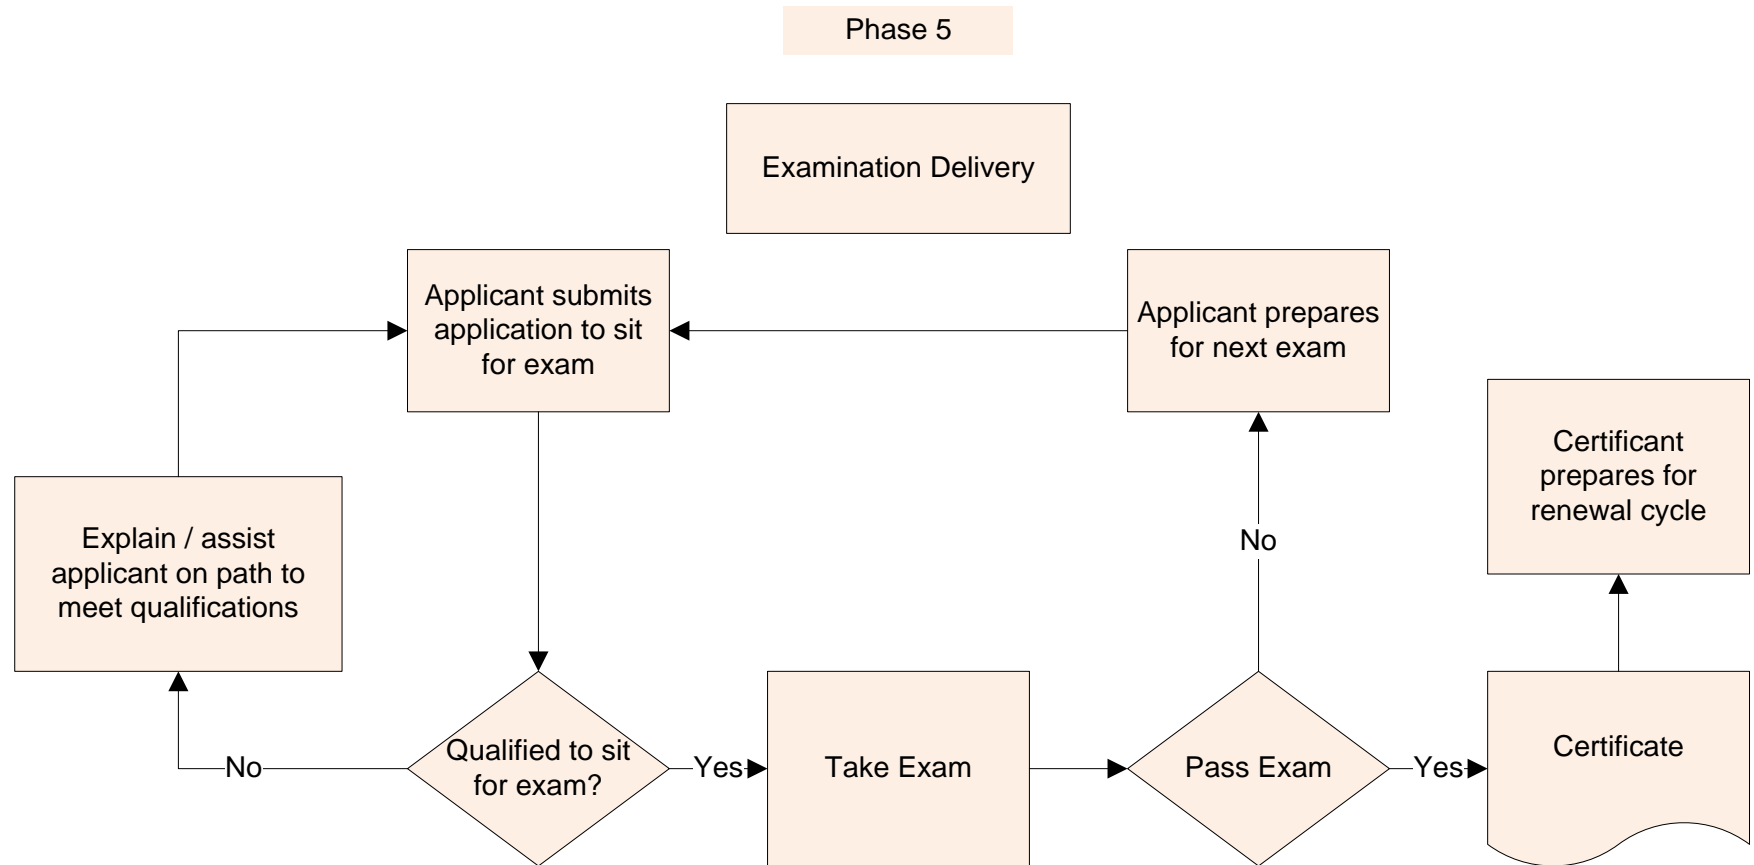 Phase 5
Examination Delivery
Applicant submits
application to sit
for exam
Applicant prepares
for next exam
Certificant
prepares for
renewal cycle
Explain / assist
applicant on path to
meet qualifications
No
No
Qualified to sit
for exam?
Yes
Take Exam
Pass Exam
Yes
Certificate